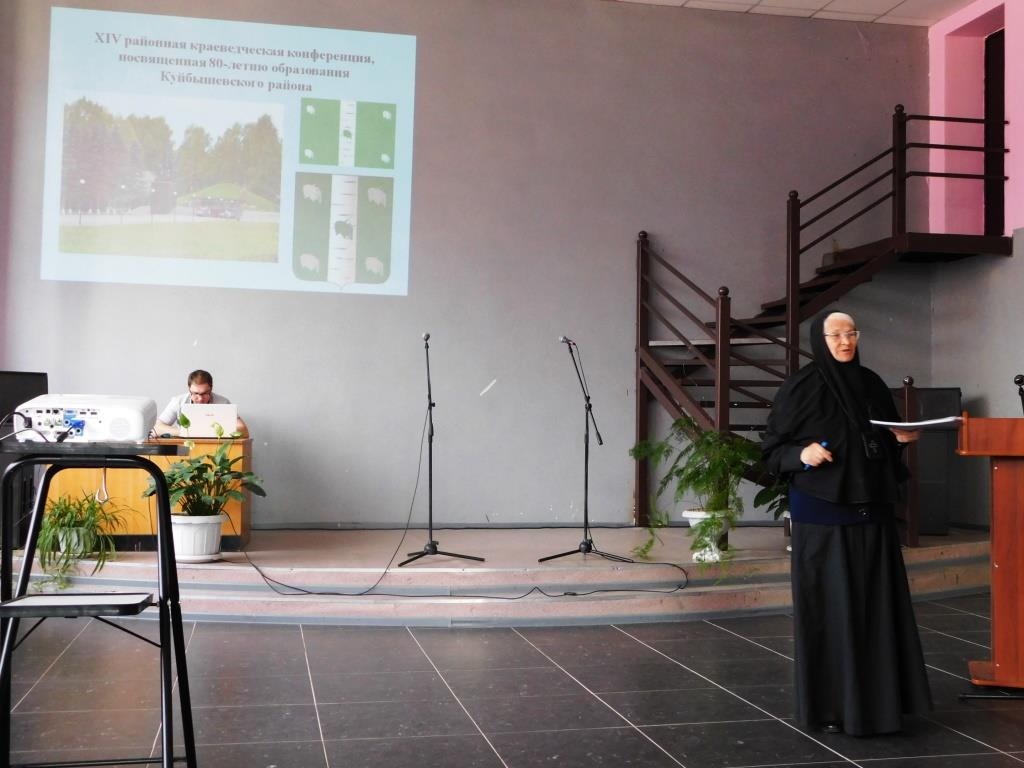 XIV районная краеведческая конференция,
посвященная 80-летию образования
Куйбышевского района